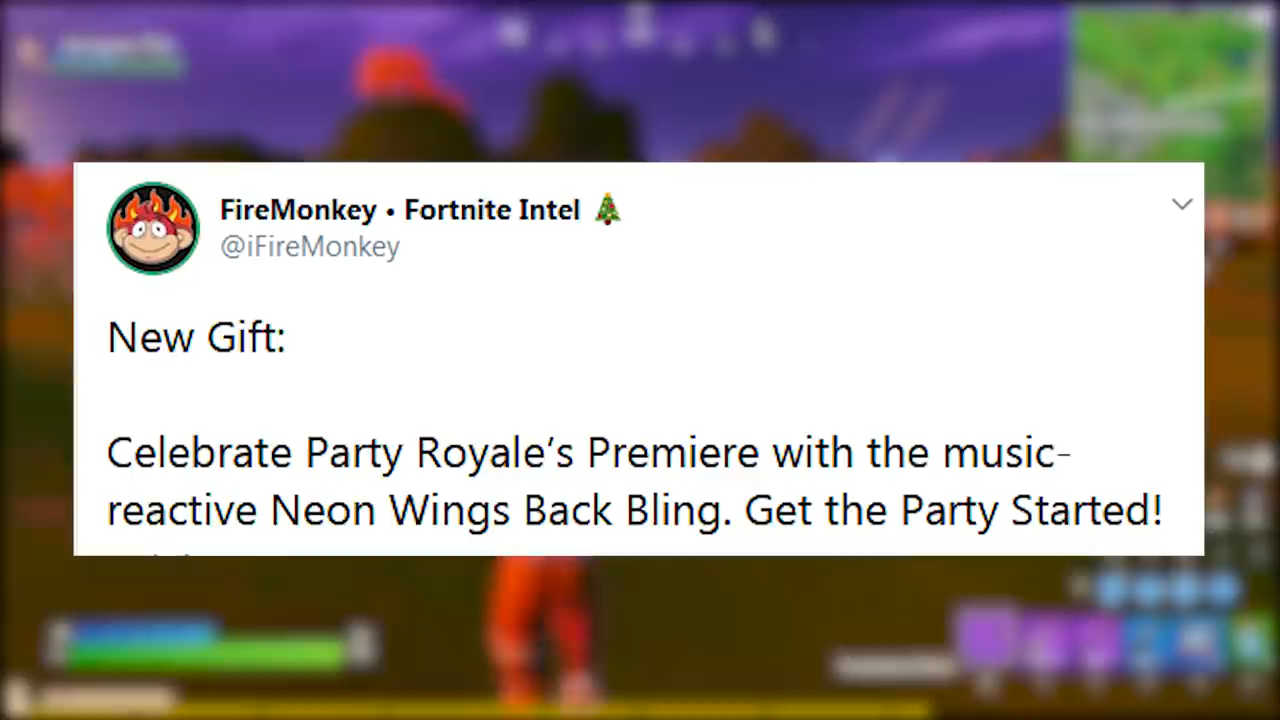 FireMonkey • Fortnite Intel 🎄
@iFireMonkey
New Gift:
Celebrate Party Royale’s Premiere with the music-
reactive Neon Wings Back Bling. Get the Party Started!